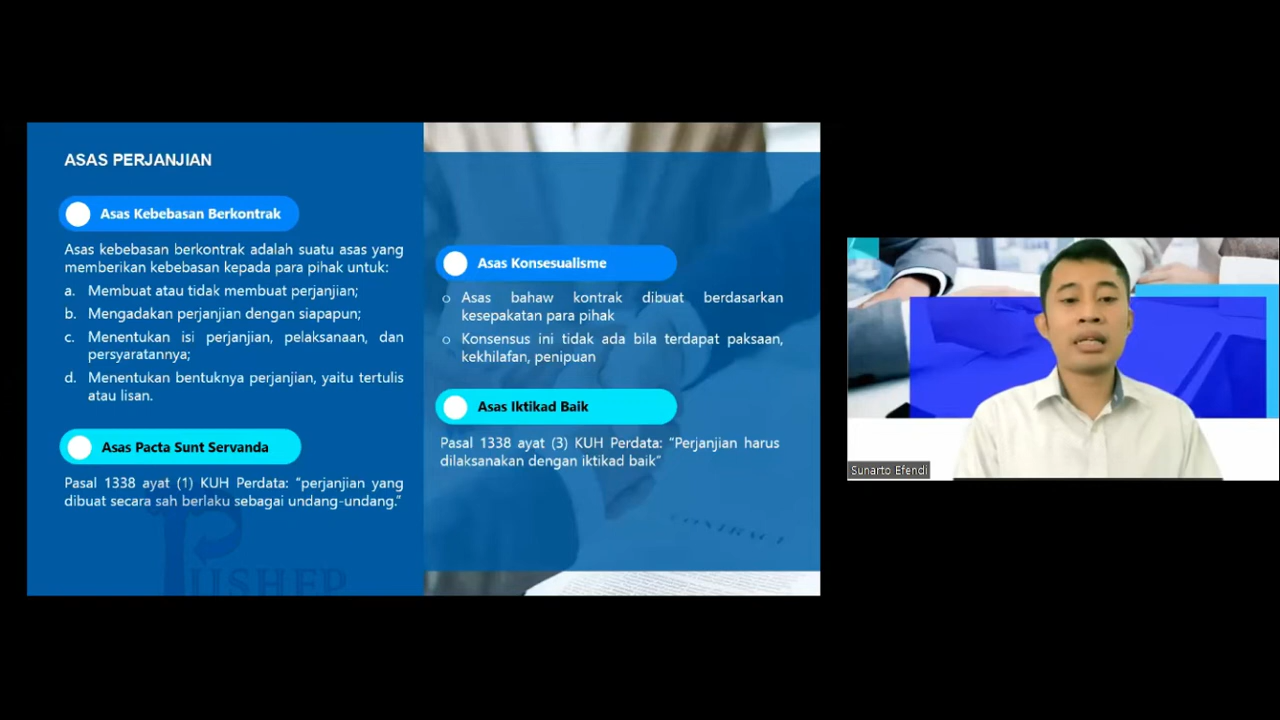 ASAS PERJANJIAN
Asas Kebebasan Berkontrak
Asas kebebasan berkontrak adalah suatu asas yang
memberikan kebebasan kepada para pihak untuk:
a. Membuat atau tidak membuat perjanjian;
b. Mengadakan perjanjian dengan siapapun;
c. Menentukan isi perjanjian, pelaksanaan, dan
persyaratannya;
d. Menentukan bentuknya perjanjian, yaitu tertulis
atau lisan.
Asas Pacta Sunt Servanda
Pasal 1338 ayat (1) KUH Perdata: “perjanjian yang
dibuat secara sah berlaku sebagai undang-undang.”
PUSHEP
Asas Konsesualisme
o Asas bahaw kontrak dibuat berdasarkan
kesepakatan para pihak
o Konsensus ini tidak ada bila terdapat paksaan,
kekhilafan, penipuan
Asas Iktikad Baik
Pasal 1338 ayat (3) KUH Perdata: “Perjanjian harus
dilaksanakan dengan iktikad baik”
CONTRACT
Sunarto Efendi